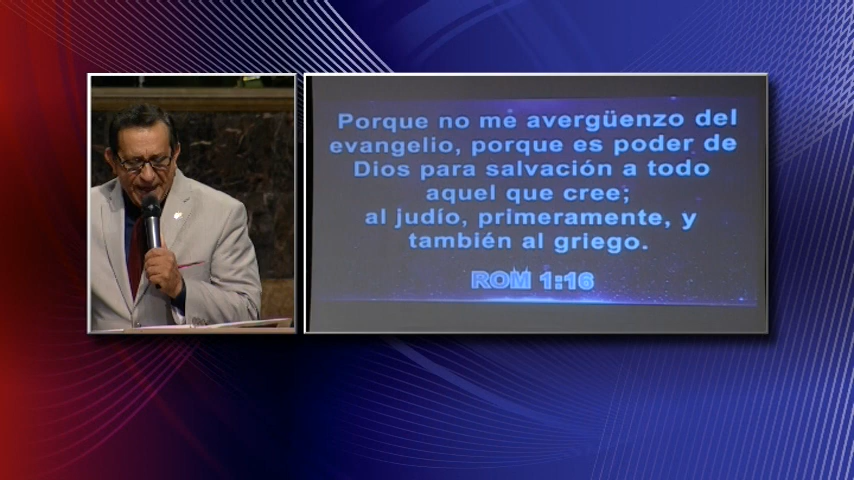 Porque no me avergüenzo del
evangelio, porque es poder de
Dios para salvación a todo
aquel que cree;
al judío, primeramente, y
también al griego.
ROM 1:16